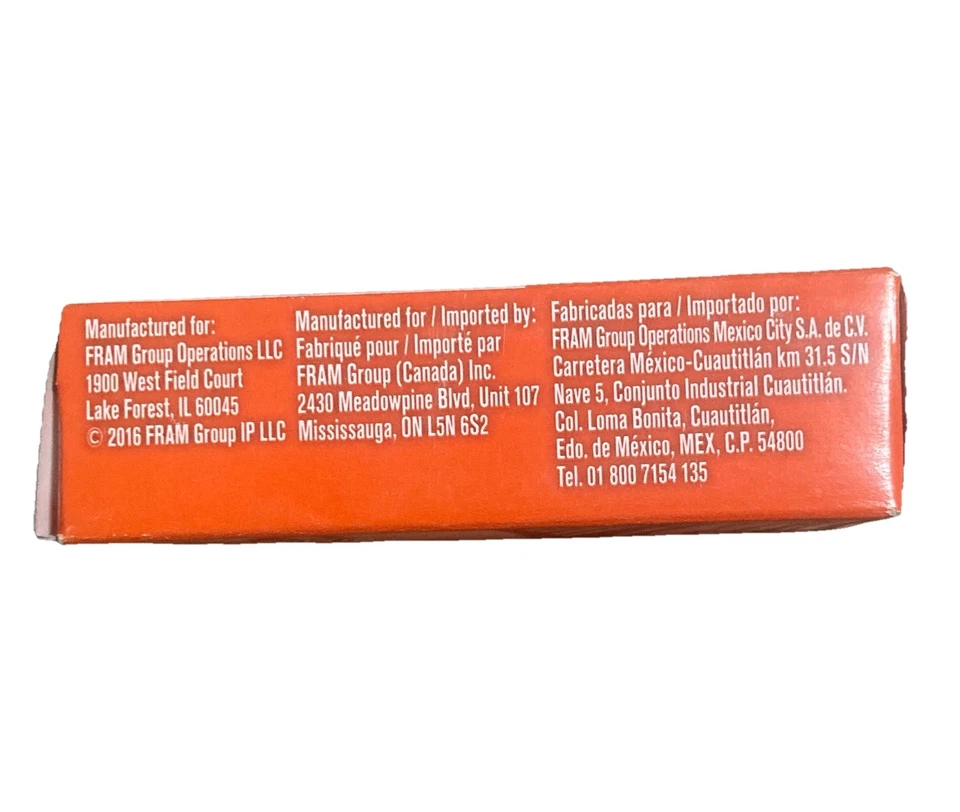 Manufactured for:
FRAM Group Operations LLC
1900 West Field Court
Lake Forest, IL 60045
© 2016 FRAM Group IP LLC
Manufactured for / Imported by:
Fabriqué pour / Importé par
FRAM Group (Canada) Inc.
2430 Meadowpine Blvd, Unit 107
Mississauga, ON L5N 6S2
Fabricadas para / Importado por:
FRAM Group Operations Mexico City S.A. de C.V.
Carretera México-Cuautitlán km 31.5 S/N
Nave 5, Conjunto Industrial Cuautitlán.
Col. Loma Bonita, Cuautitlán,
Edo. de México, MEX, C.P. 54800
Tel. 01 800 7154 135